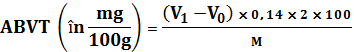 ABVT (în mg/100g) = (V₁ − V₀) × 0,14 × 2 × 100 / M